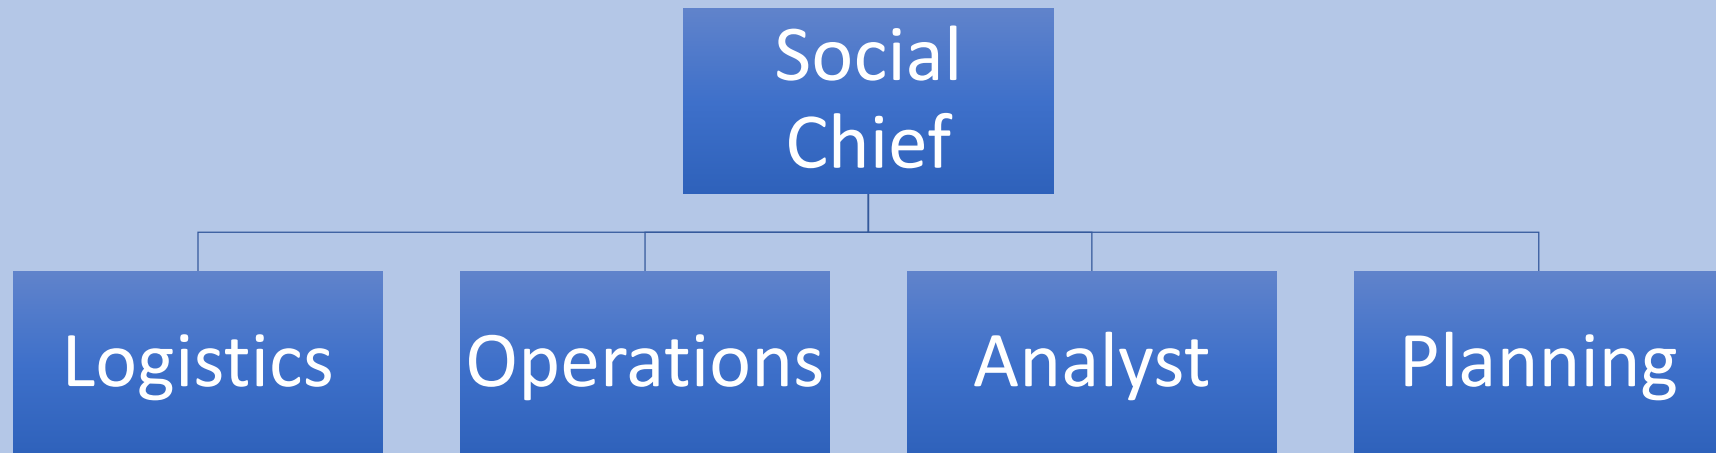 Social
Chief
Logistics
Operations
Analyst
Planning